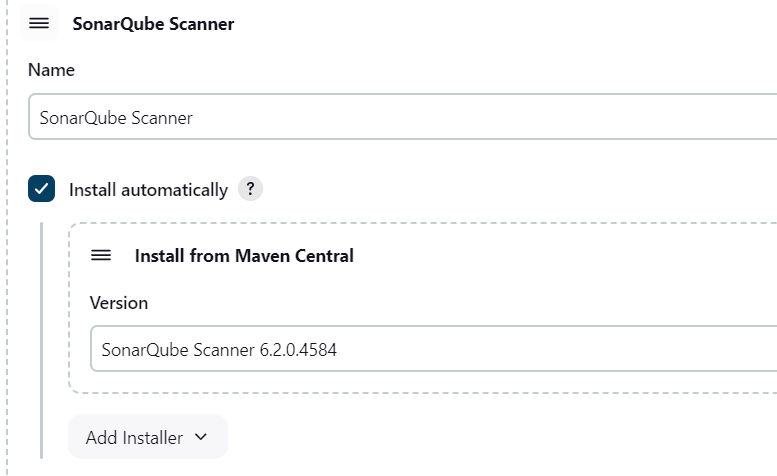 SonarQube Scanner
Name
SonarQube Scanner
Install automatically ?
Install from Maven Central
Version
SonarQube Scanner 6.2.0.4584
Add Installer